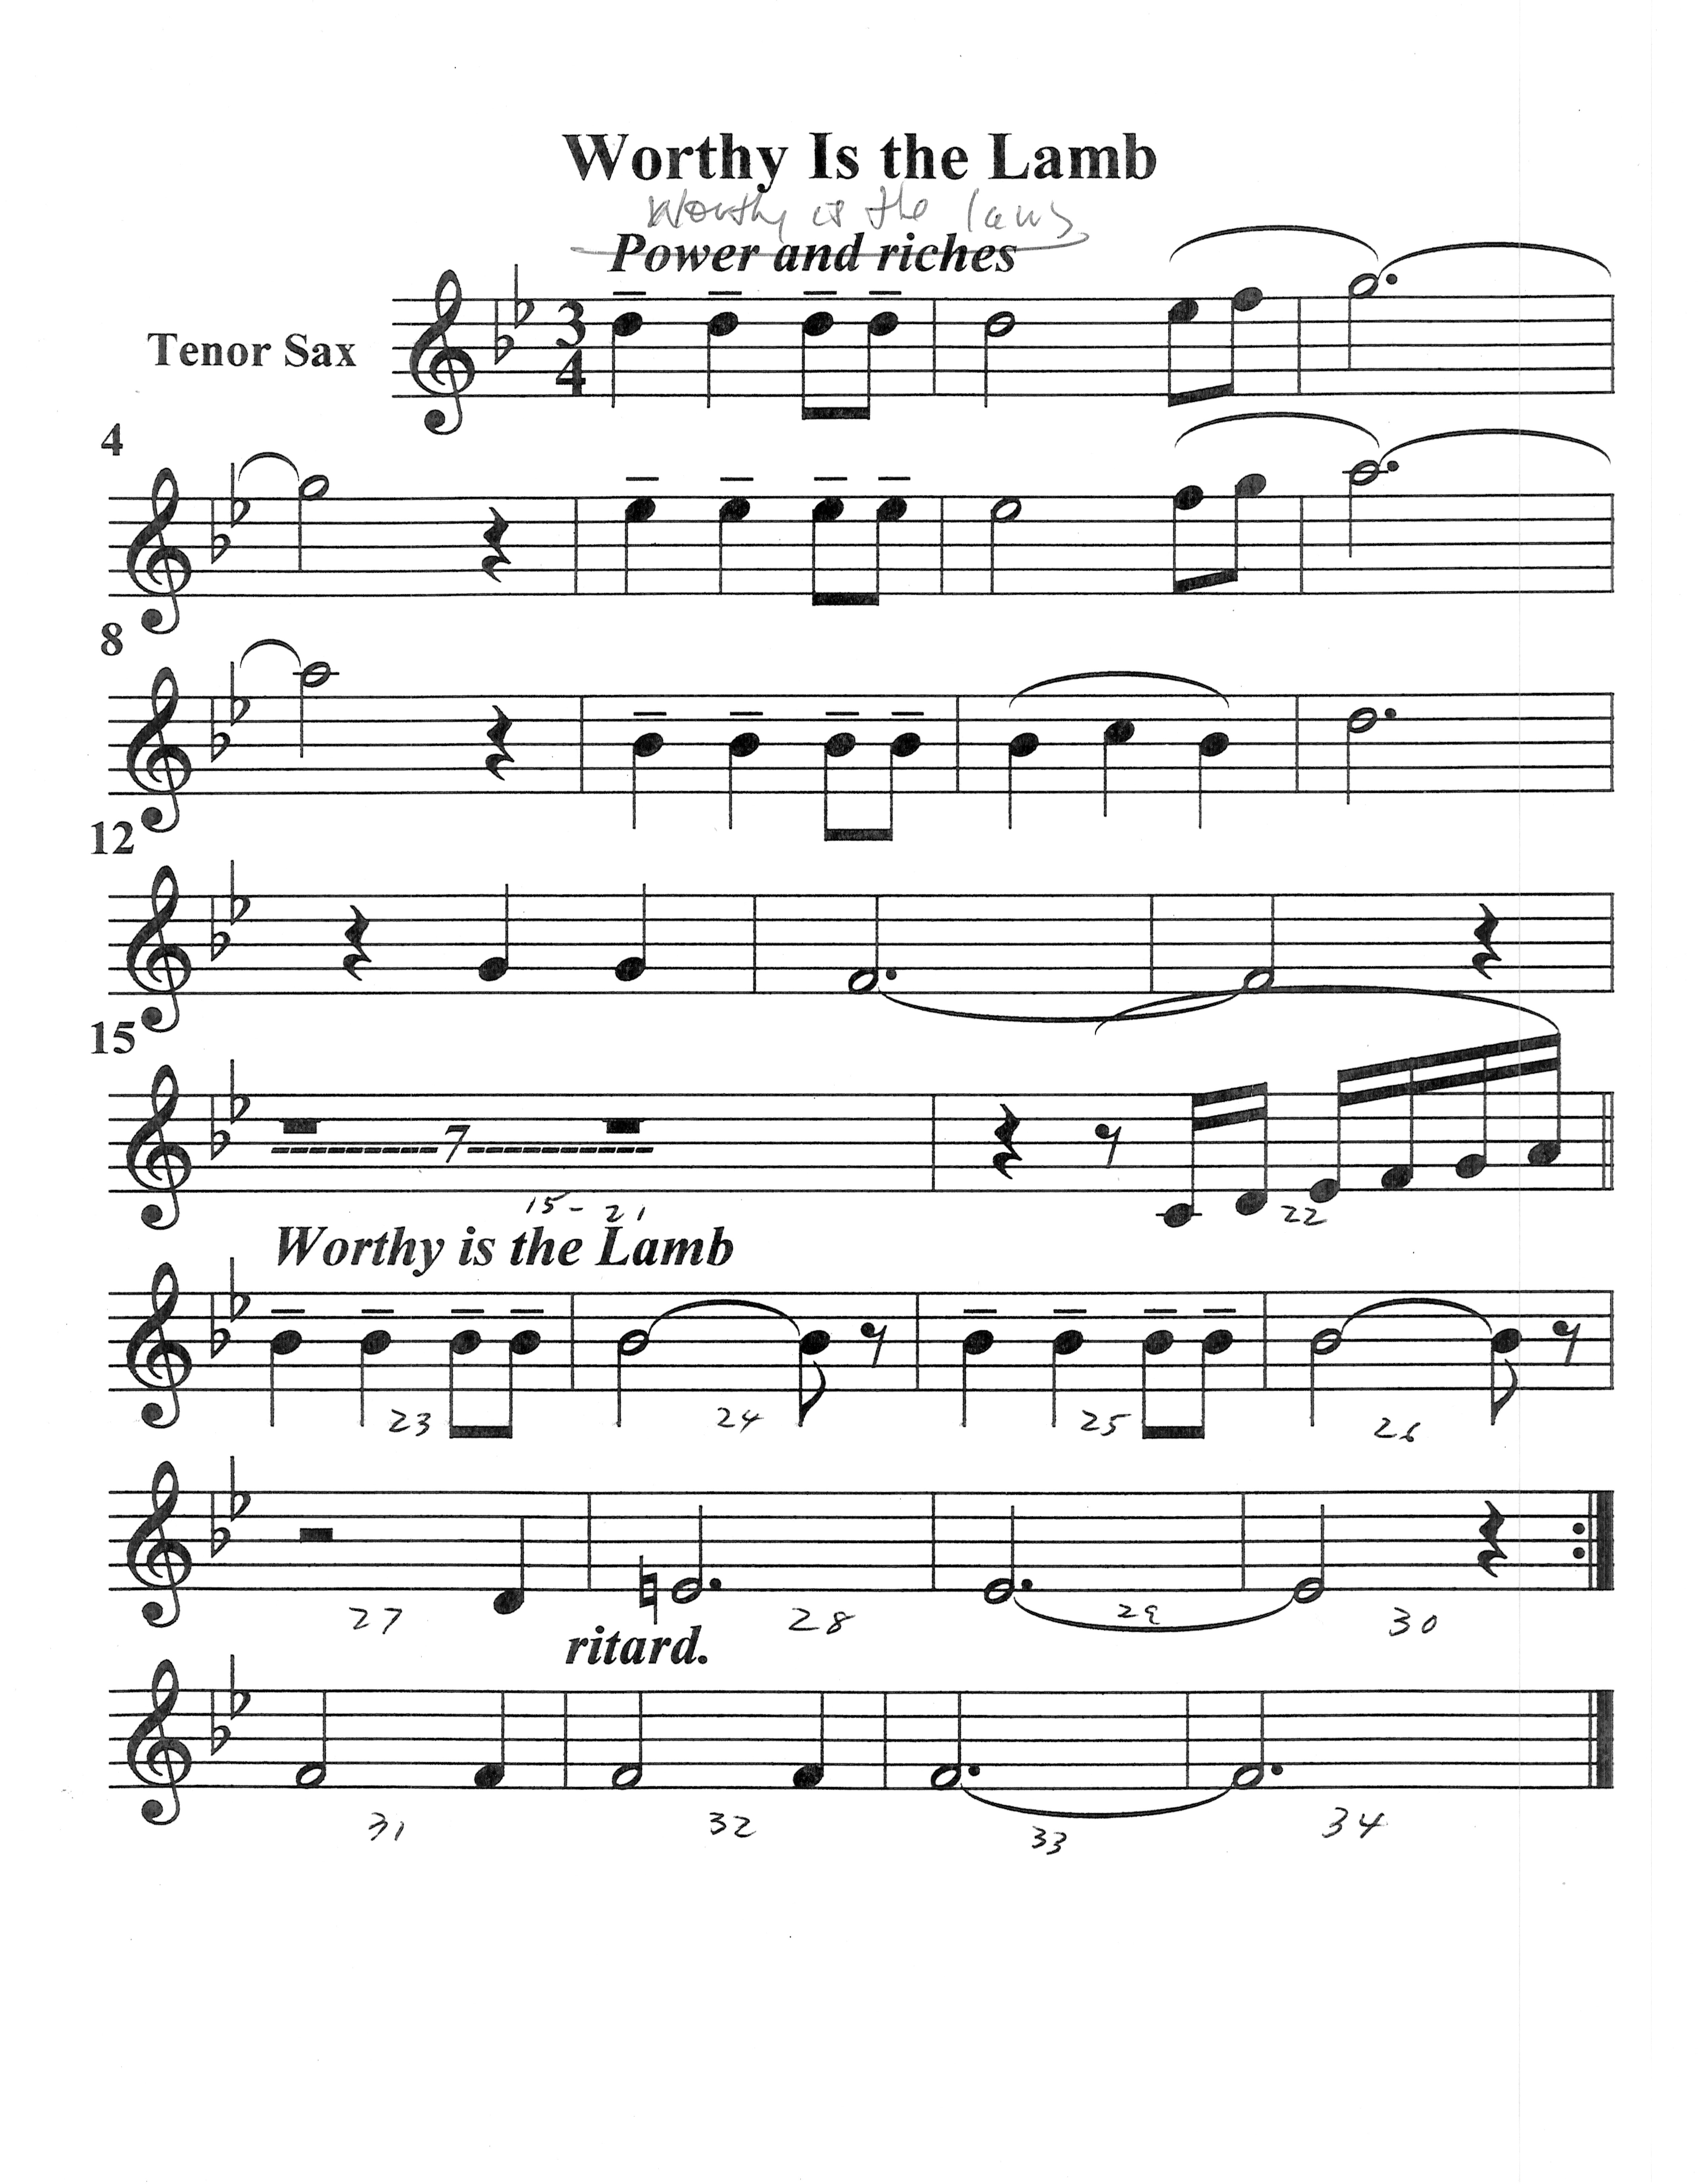 Worthy Is the Lamb
Worthy is the lamb
Power and riches
Tenor Sax
3
4
4
8
12
15
7
15-21
22
Worthy is the Lamb
23 24 25 26
27 28 29 30
ritard.
31 32 33 34